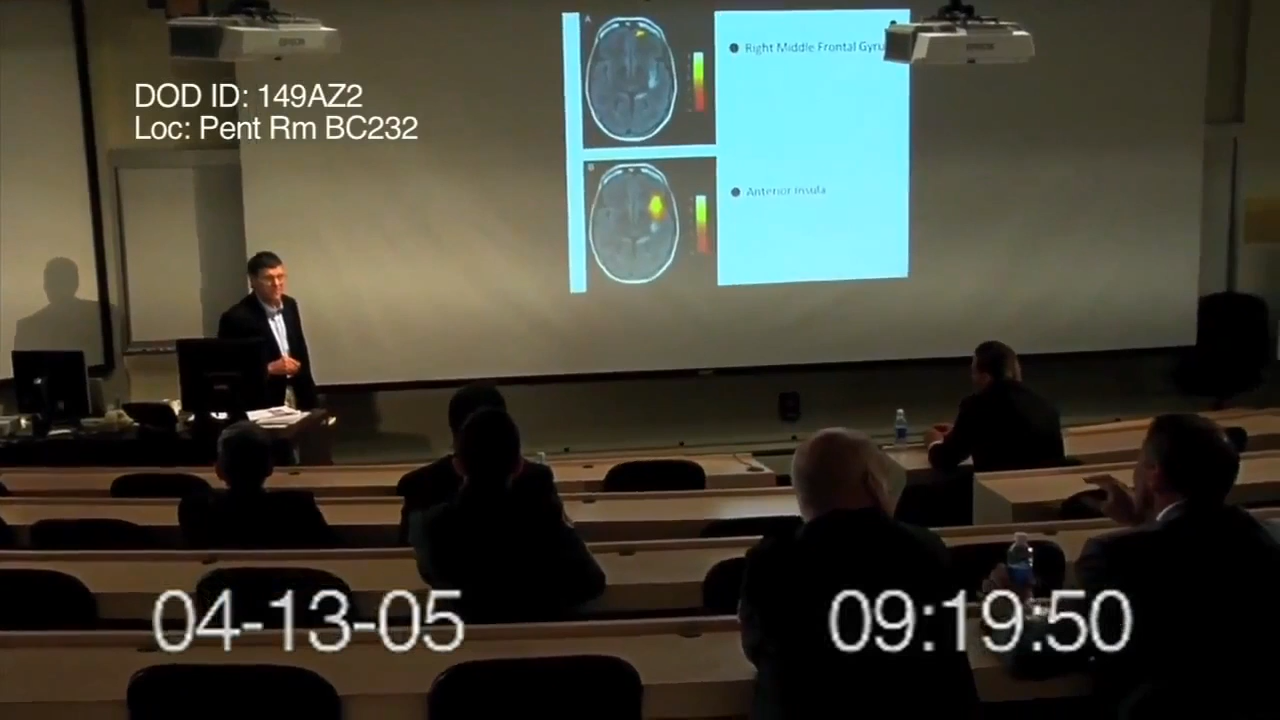 EPSON
A
Right Middle Frontal Gyru
DOD ID: 149AZ2
Loc: Pent Rm BC232
B
Anterior Insula
04-13-05
09:19:50